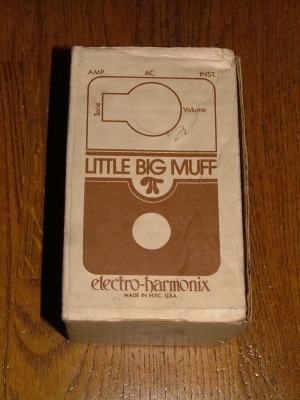 AMP. AC INST.
Tone
Volume
LITTLE BIG MUFF
π
electro-harmonix
MADE IN N.Y.C. U.S.A.